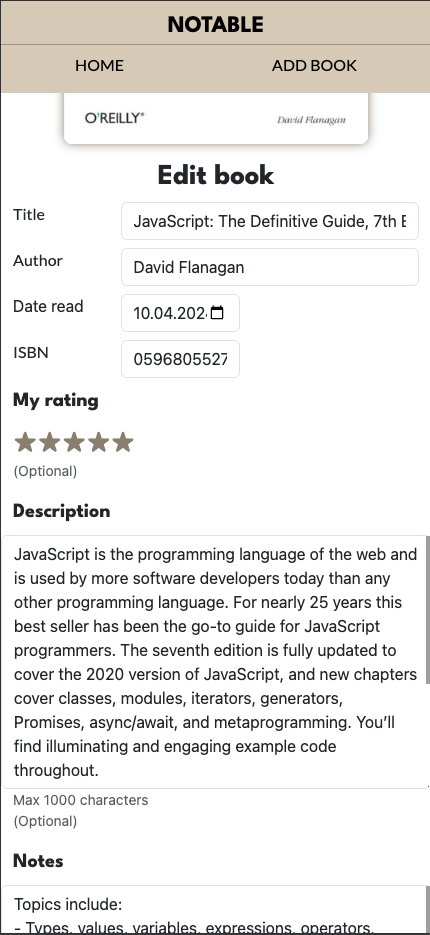 NOTABLE
HOME ADD BOOK
O'REILLY® David Flanagan
Edit book
Title JavaScript: The Definitive Guide, 7th E
Author David Flanagan
Date read 10.04.202
ISBN 0596805527
My rating
(Optional)
Description
JavaScript is the programming language of the web and
is used by more software developers today than any
other programming language. For nearly 25 years this
best seller has been the go-to guide for JavaScript
programmers. The seventh edition is fully updated to
cover the 2020 version of JavaScript, and new chapters
cover classes, modules, iterators, generators,
Promises, async/await, and metaprogramming. You’ll
find illuminating and engaging example code
throughout.
Max 1000 characters
(Optional)
Notes
Topics include:
- Types, values, variables, expressions, operators,